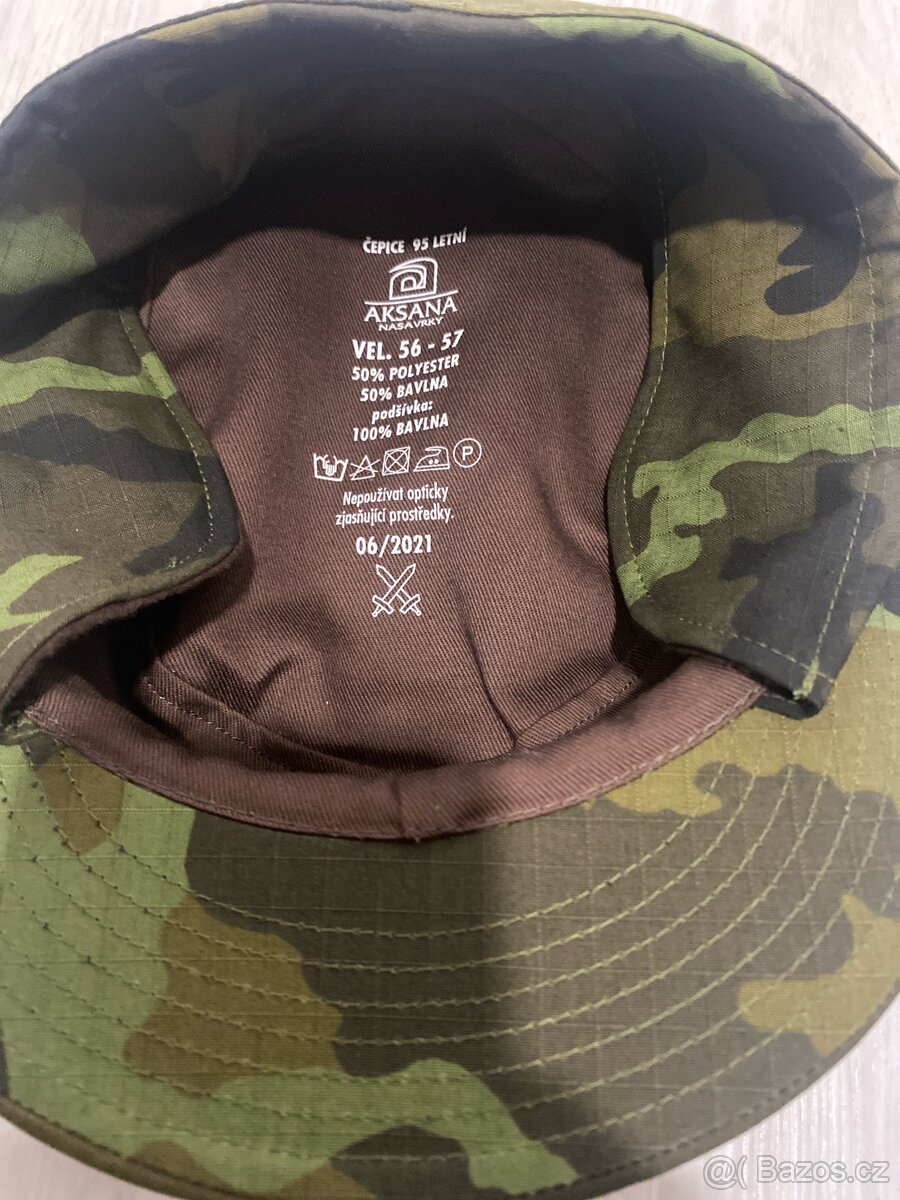 ČEPICE 95 LETNÍ
AKSANA
NASAVRKY
VEL. 56 - 57
50% POLYESTER
50% BAVLNA
podšívka:
100% BAVLNA
P
Nepoužívat opticky
zjasňující prostředky.
06/2021
@( Bazos.cz